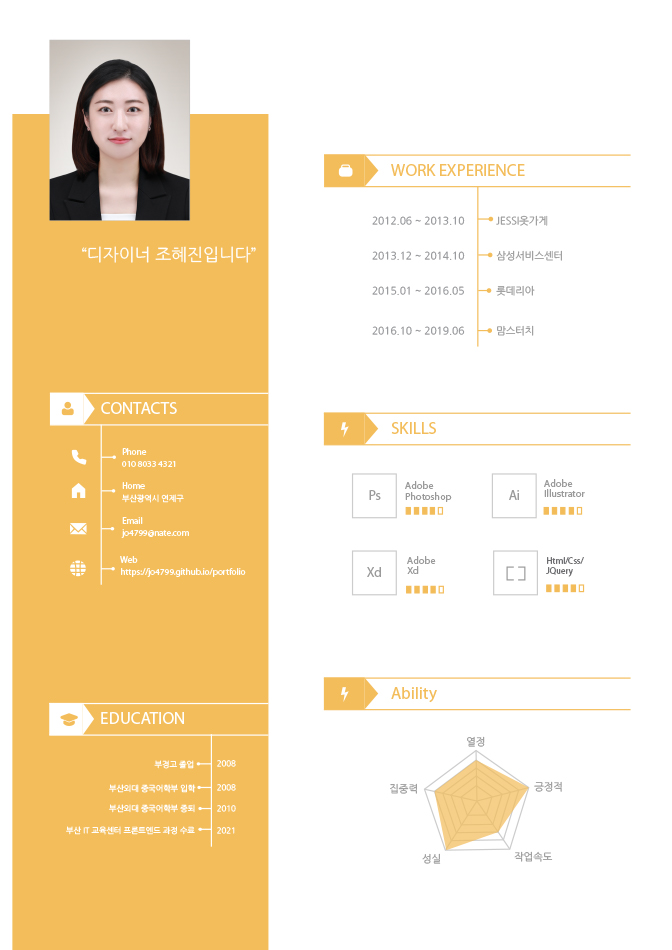 “디자이너 조혜진입니다”
CONTACTS
Phone
010 8033 4321
Home
부산광역시 연제구
Email
jo4799@nate.com
Web
https://jo4799.github.io/portfolio
EDUCATION
부경고 졸업 2008
부산외대 중국어학부 입학 2008
부산외대 중국어학부 중퇴 2010
부산 IT 교육센터 프론트엔드 과정 수료 2021
WORK EXPERIENCE
2012.06 ~ 2013.10 JESSI옷가게
2013.12 ~ 2014.10 삼성서비스센터
2015.01 ~ 2016.05 롯데리아
2016.10 ~ 2019.06 맘스터치
SKILLS
Ps
Adobe
Photoshop
Ai
Adobe
Illustrator
Xd
Adobe
Xd
Html/Css/
JQuery
Ability
열정
긍정적
작업속도
성실
집중력